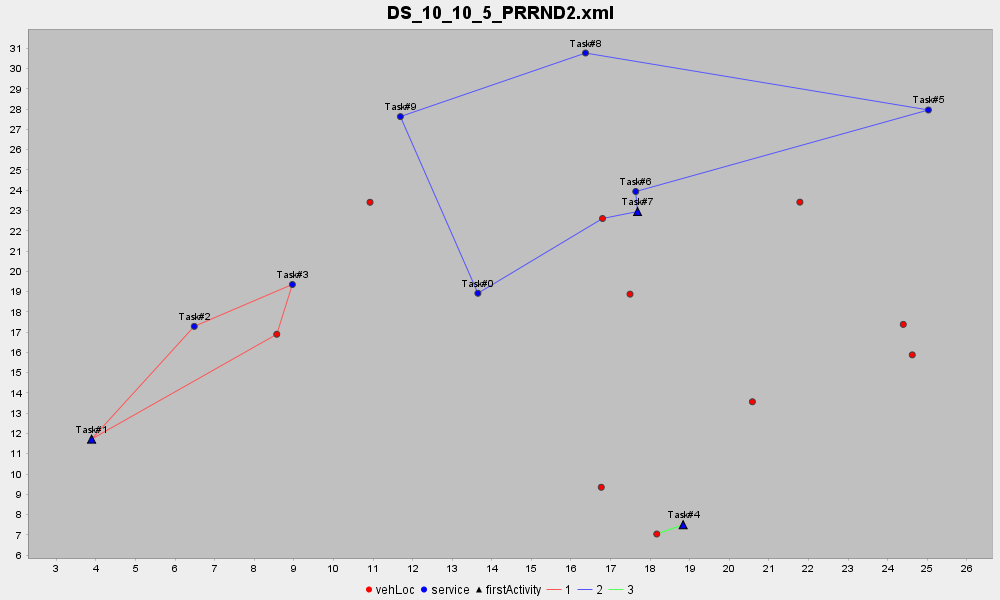 DS_10_10_5_PRRND2.xml
31
30
29
28
27
26
25
24
23
22
21
20
19
18
17
16
15
14
13
12
11
10
9
8
7
6
Task#8
Task#9
Task#5
Task#6
Task#7
Task#3
Task#0
Task#2
Task#1
Task#4
3 4 5 6 7 8 9 10 11 12 13 14 15 16 17 18 19 20 21 22 23 24 25 26
vehLoc service firstActivity 1 2 3